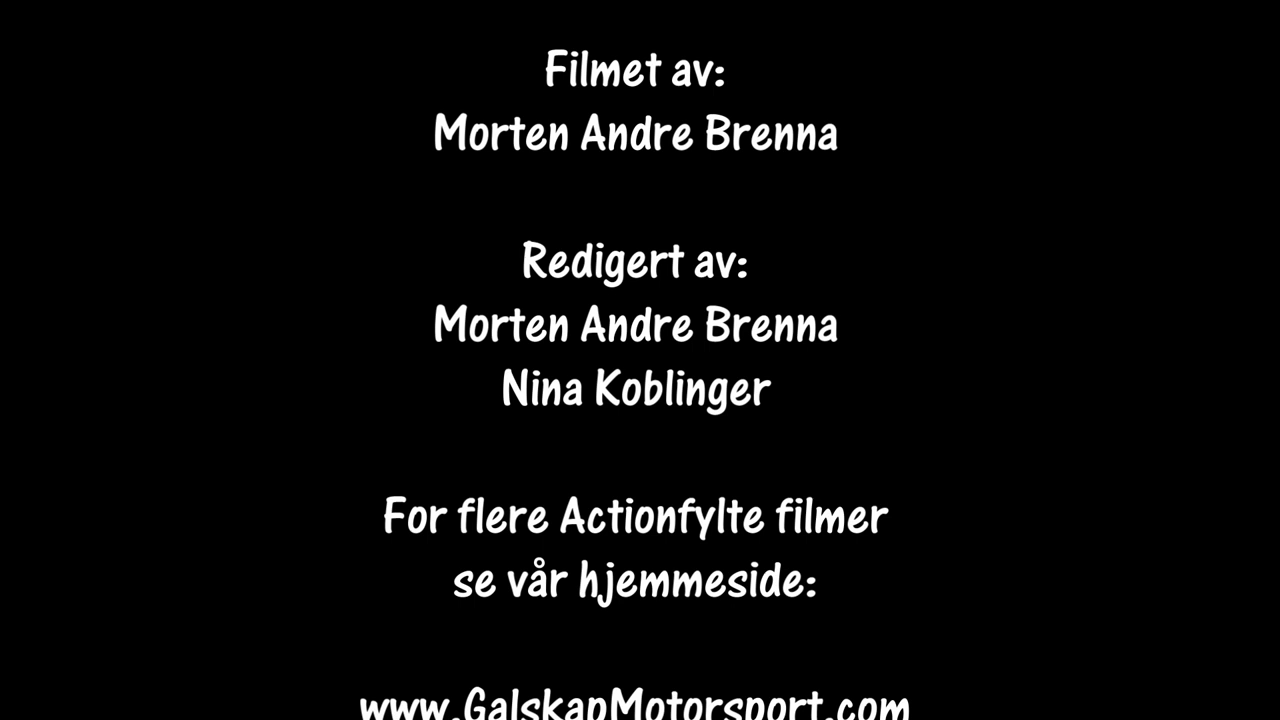 Filmet av:
Morten Andre Brenna
Redigert av:
Morten Andre Brenna
Nina Koblinger
For flere Actionfylte filmer
se vår hjemmeside:
www.GalskapMotorsport.com